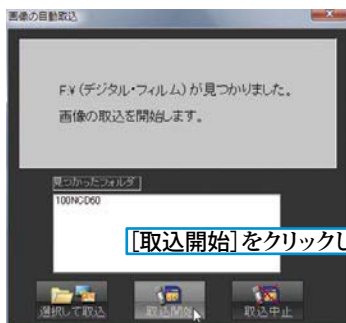 画像の自動取込
F:¥ (デジタル・フィルム) が見つかりました。
画像の取込を開始します。
見つかったフォルダ
100NCD60
[取込開始]をクリックし
選択して取込
取込開始
取込中止